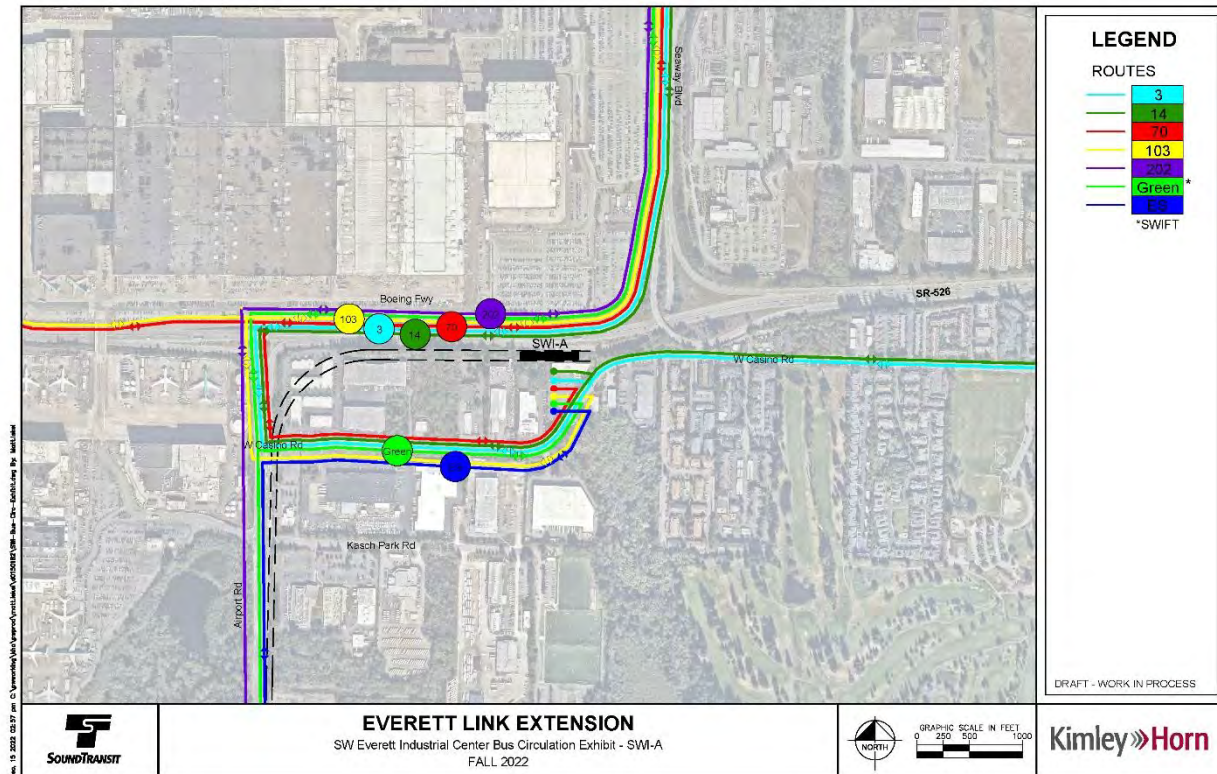 Seaway Blvd
Boeing Fwy
SR-526
103
3
14
70
202
SWI-A
W Casino Rd
W Casino Rd
Green
Kasch Park Rd
Airport Rd
LEGEND
ROUTES
3
14
70
103
202
Green *
*SWIFT
DRAFT - WORK IN PROCESS
SOUNDTRANSIT
EVERETT LINK EXTENSION
SW Everett Industrial Center Bus Circulation Exhibit - SWI-A
FALL 2022
NORTH
GRAPHIC SCALE IN FEET
0 250 500 1000
Kimley»Horn